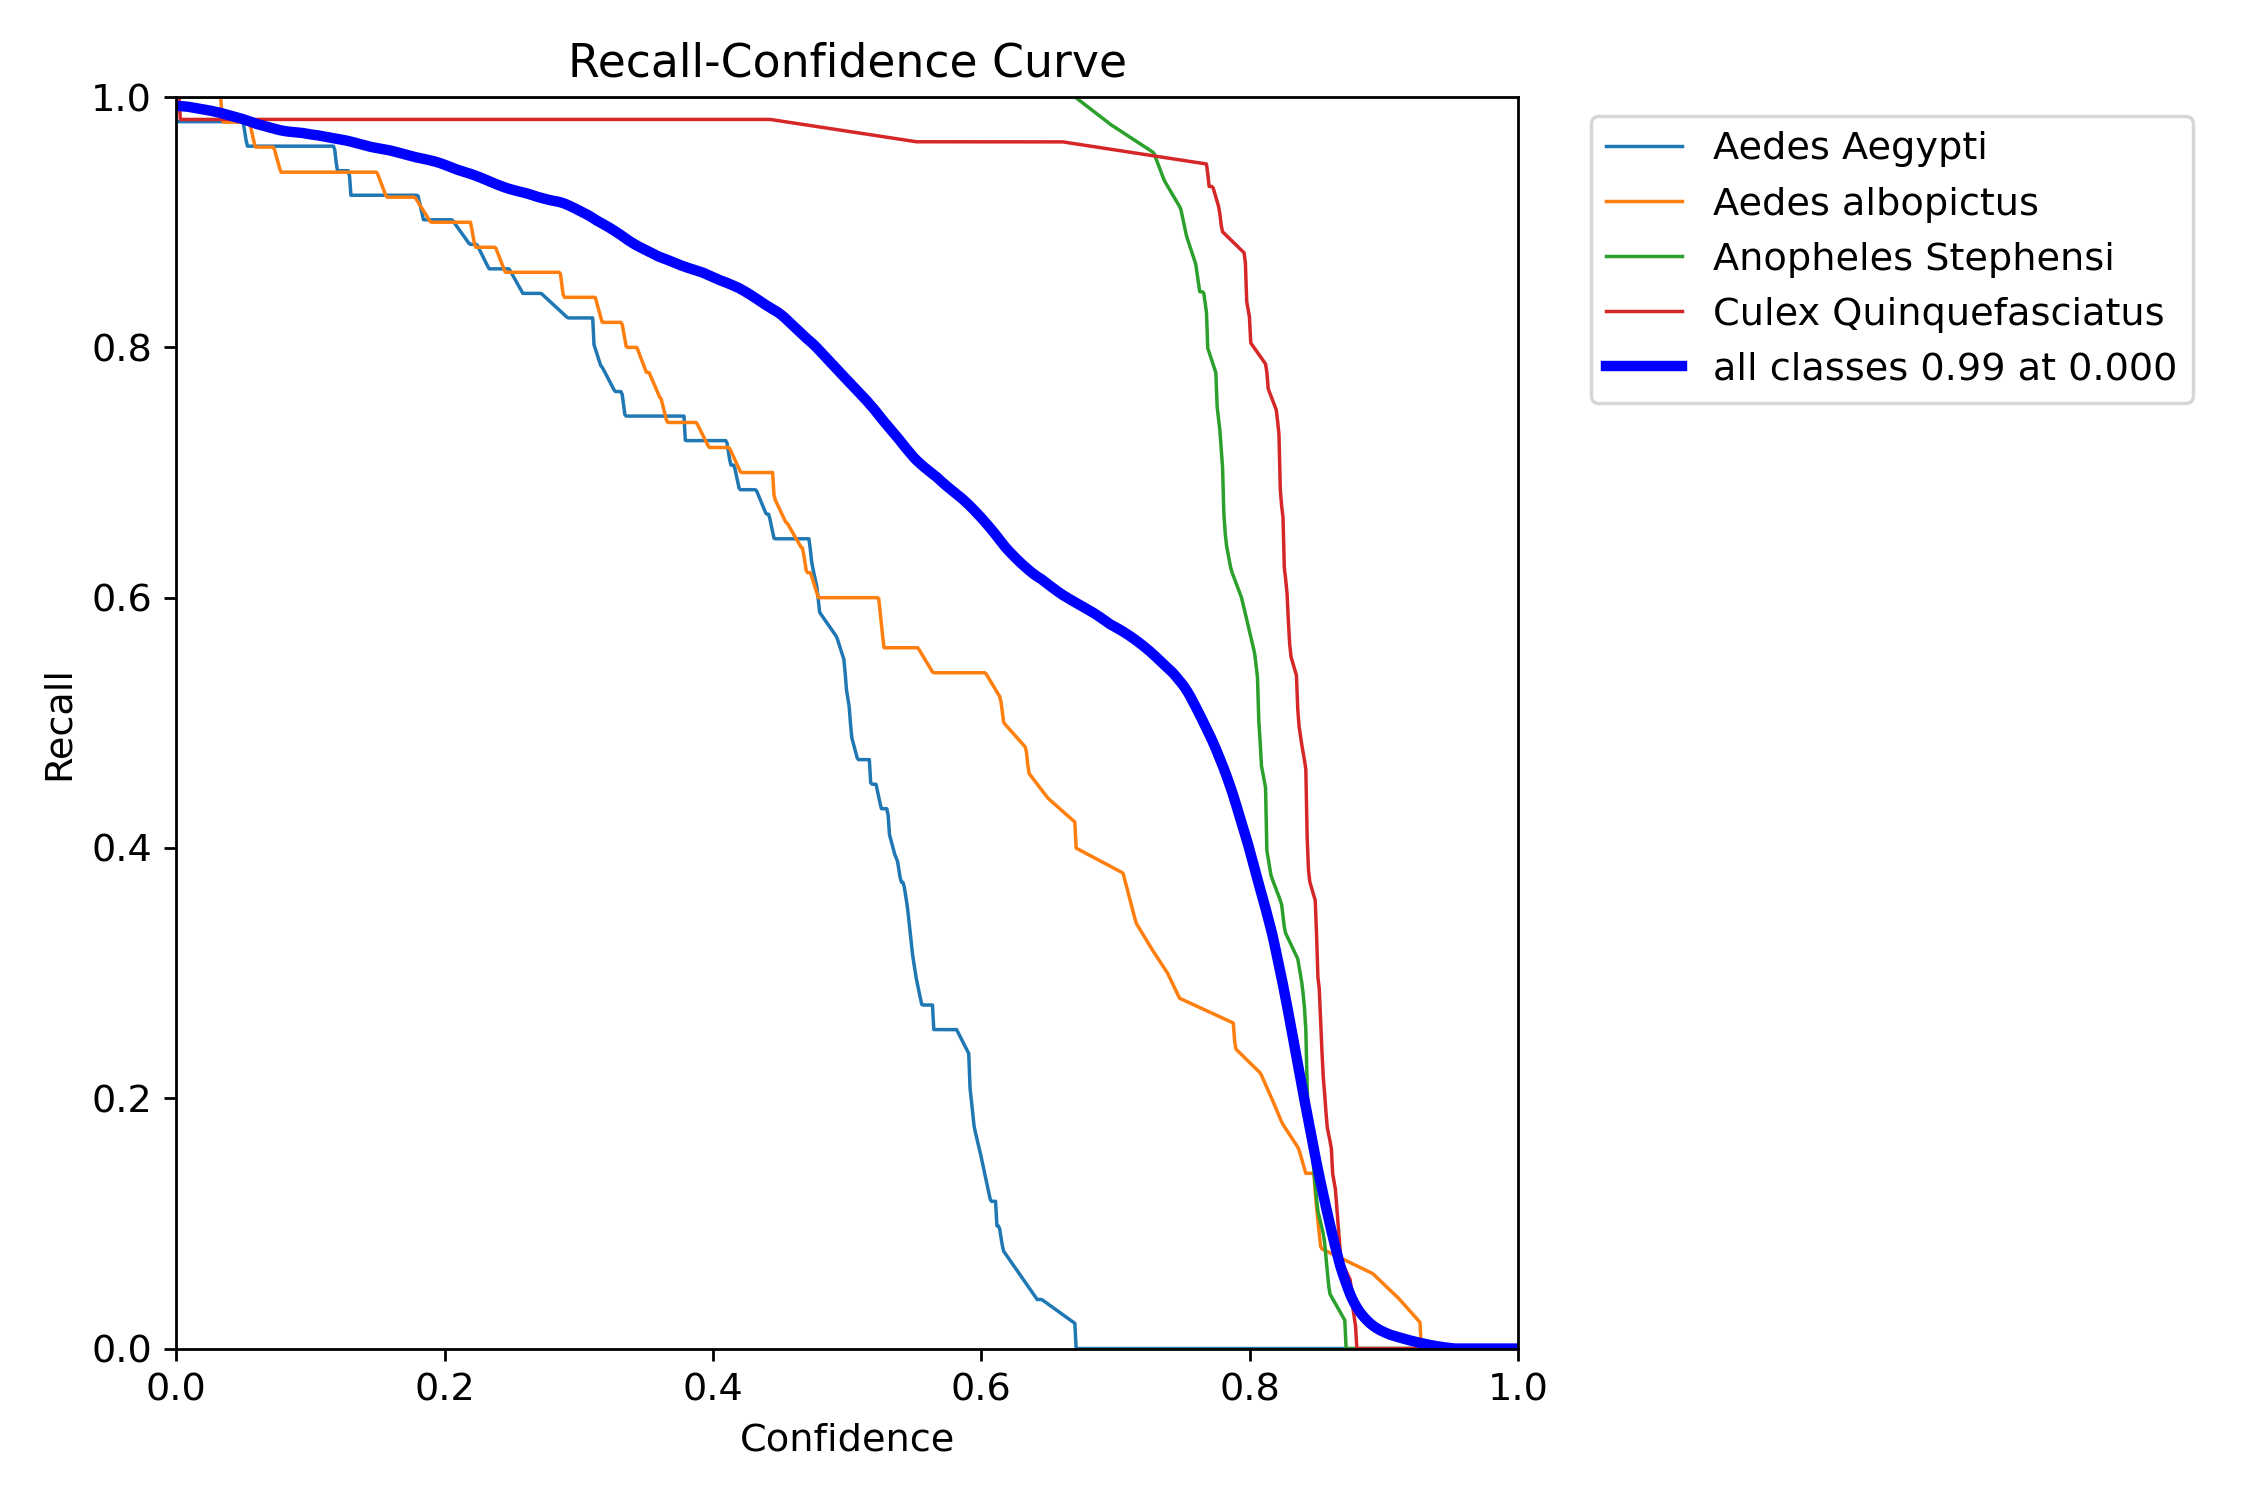 Recall-Confidence Curve
1.0
0.8
0.6
0.4
0.2
0.0
Recall
0.0 0.2 0.4 0.6 0.8 1.0
Confidence
Aedes Aegypti
Aedes albopictus
Anopheles Stephensi
Culex Quinquefasciatus
all classes 0.99 at 0.000